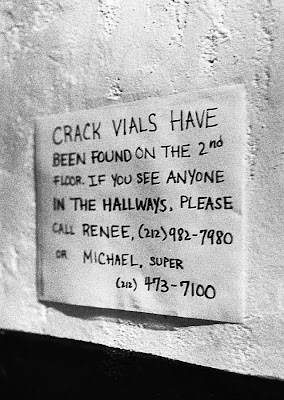 CRACK VIALS HAVE
BEEN FOUND ON THE 2nd
FLOOR. IF YOU SEE ANYONE
IN THE HALLWAYS, PLEASE
CALL RENEE, (212) 982-7980
OR MICHAEL, SUPER
(212) 473-7100